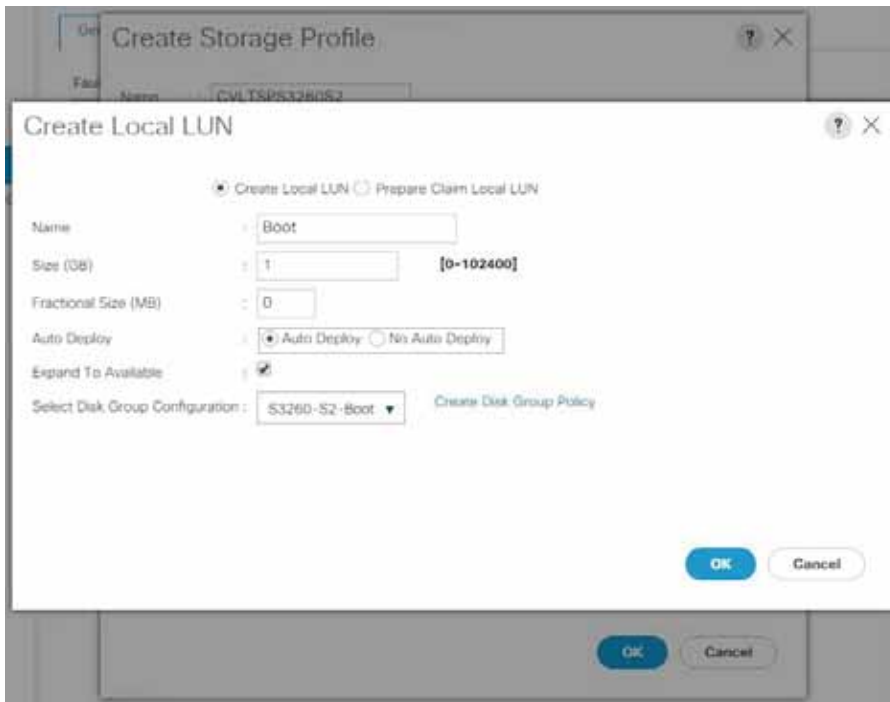 Create Storage Profile
? ×
Name : CVLTSPS3260S2
Create Local LUN
? ×
Create Local LUN Prepare Claim Local LUN
Name : Boot
Size (GB) : 1 [0-102400]
Fractional Size (MB) : 0
Auto Deploy : Auto Deploy No Auto Deploy
Expand To Available :
Select Disk Group Configuration : S3260-S2-Boot ▼ Create Disk Group Policy
OK Cancel
OK Cancel